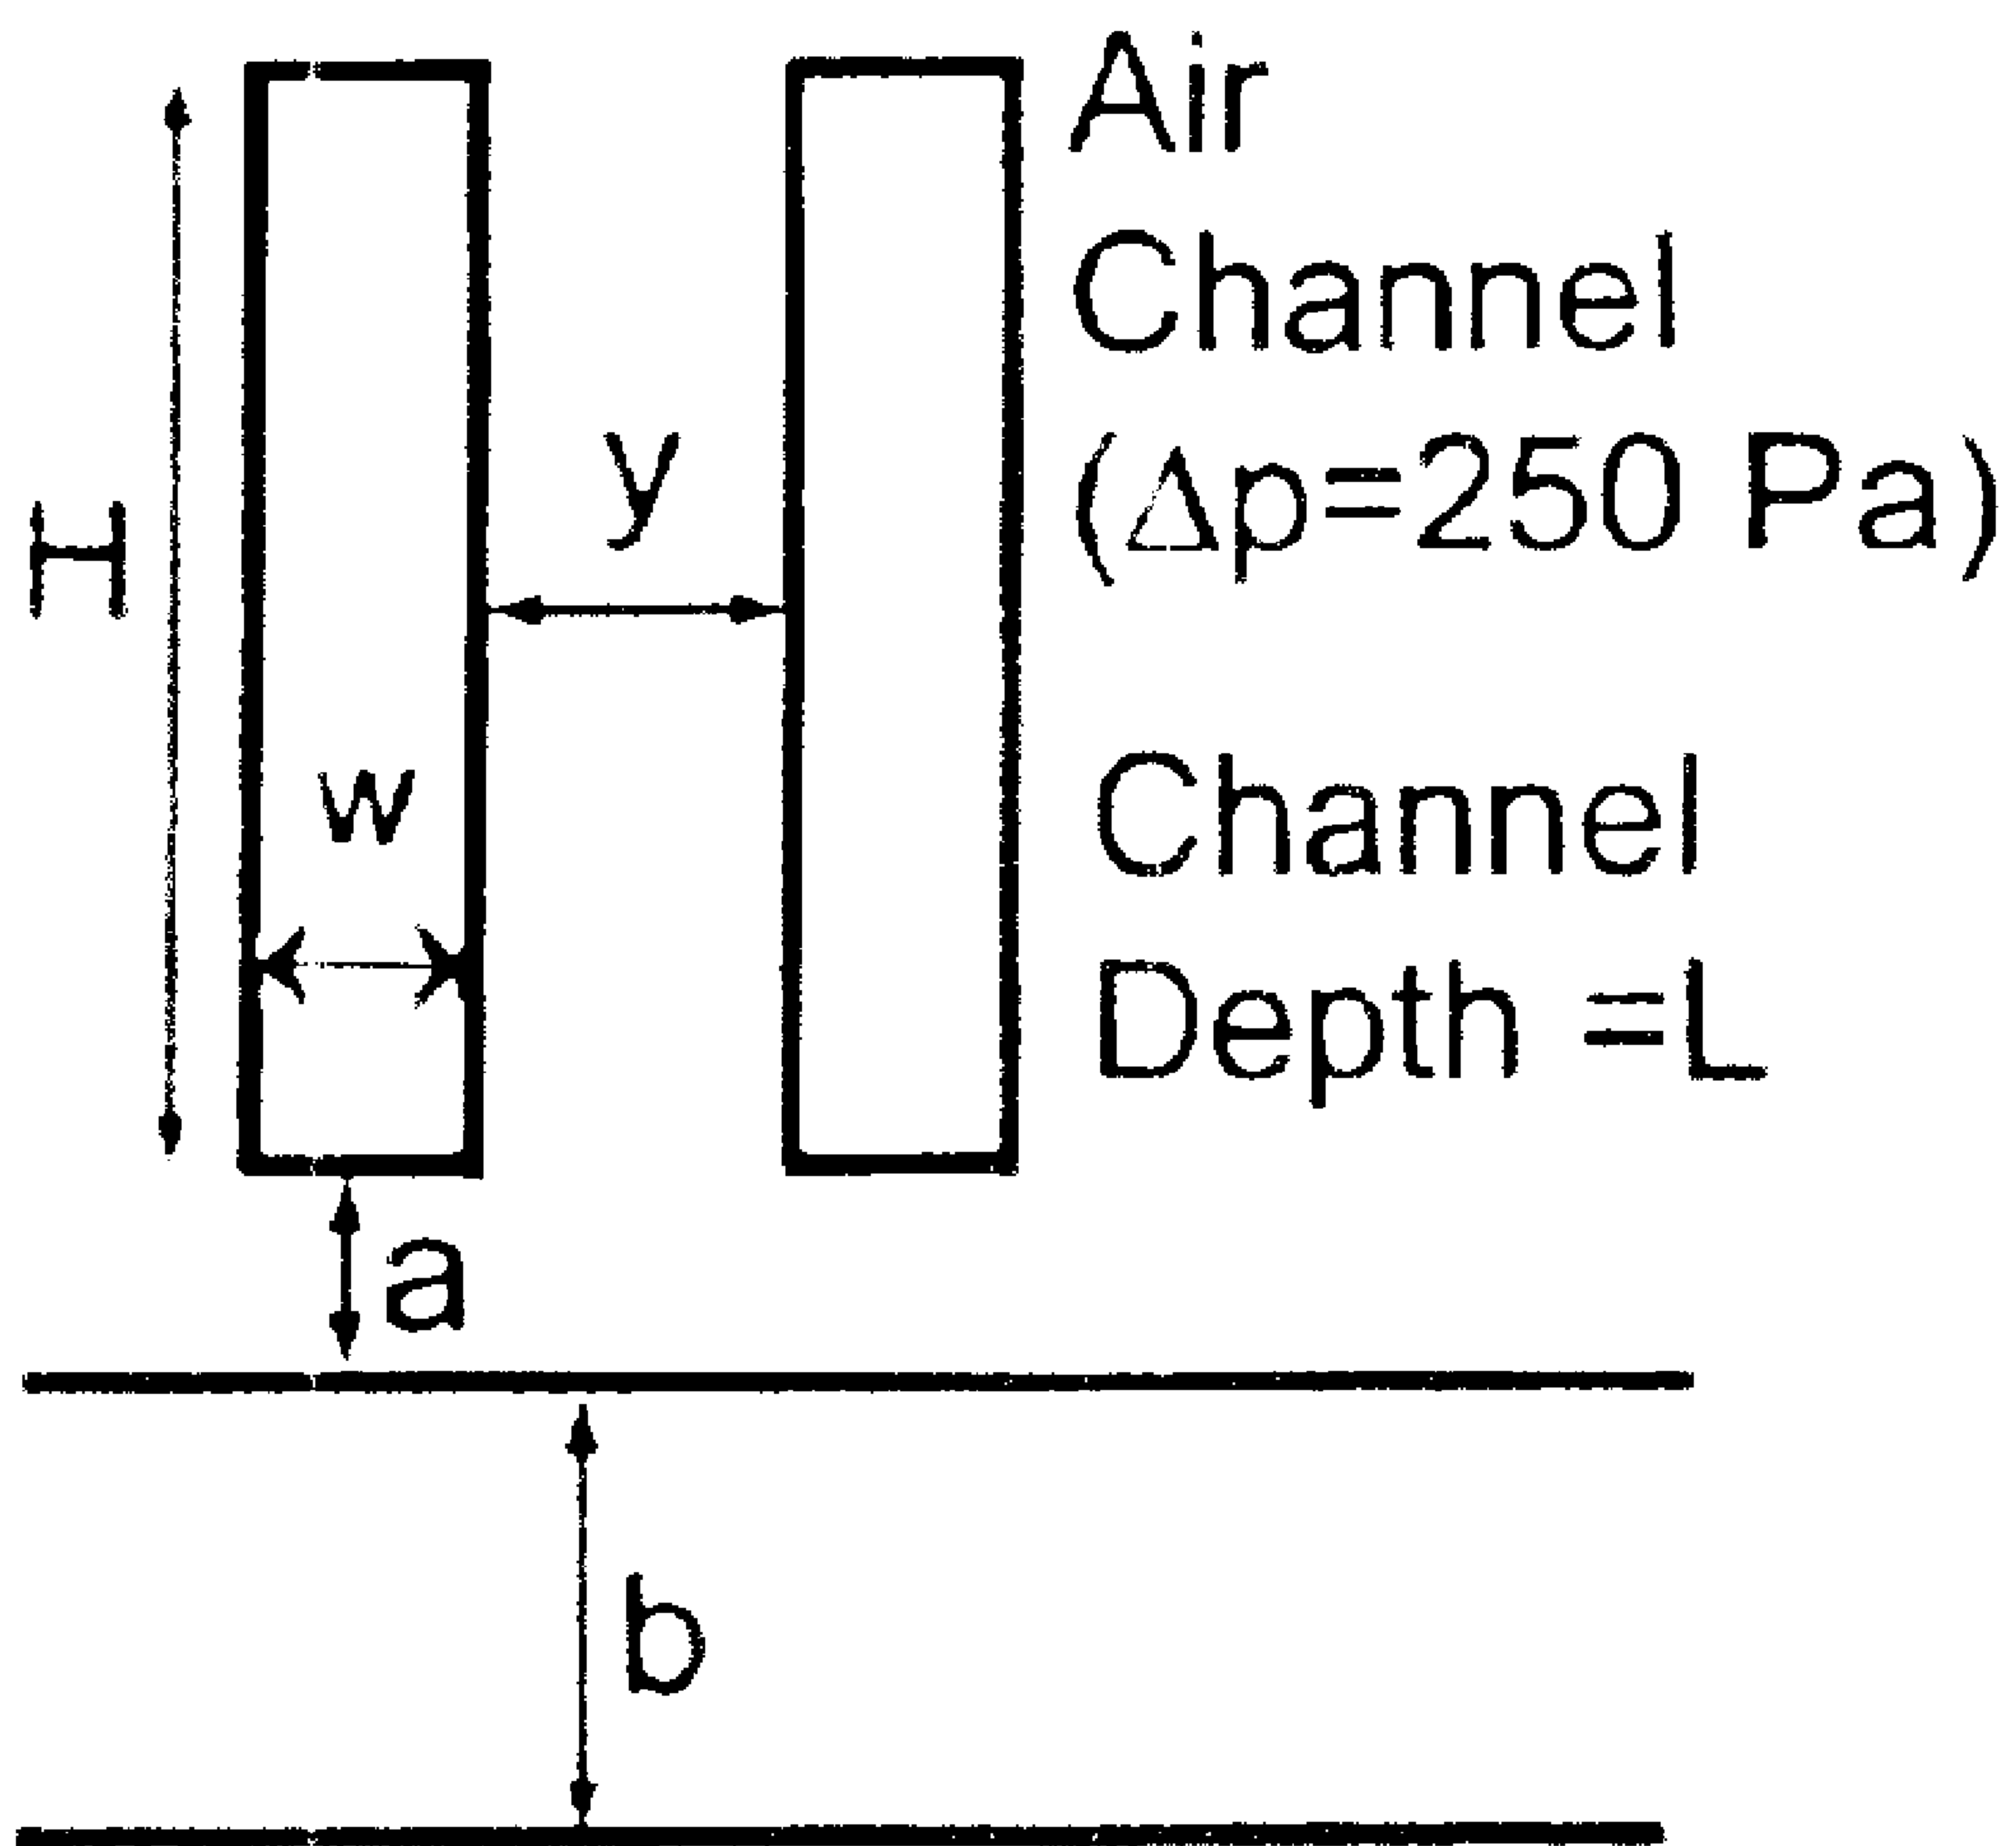 Air
Channel
(Δp=250 Pa)
H
y
w
Channel
Depth =L
a
b